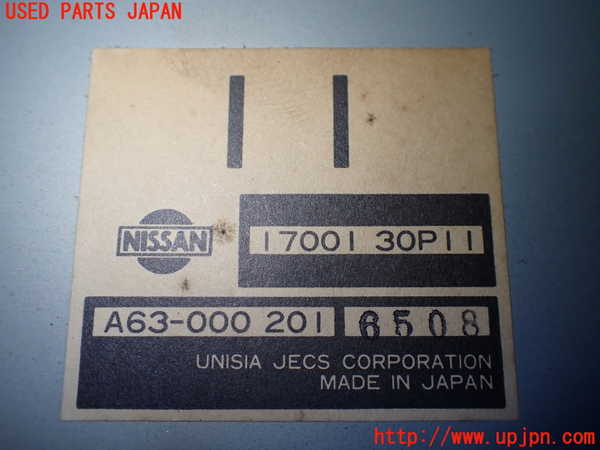 USED PARTS JAPAN
11
NISSAN
17001 30P11
A63-000 201 6508
UNISIA JECS CORPORATION
MADE IN JAPAN
http://www.upjpn.com